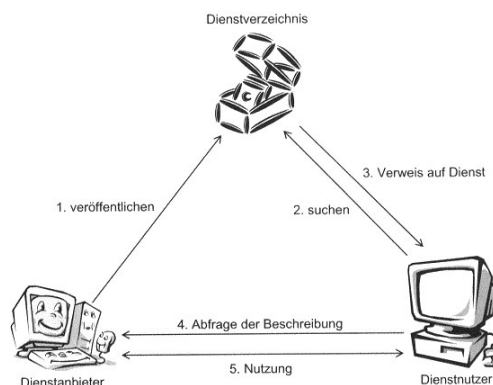 Dienstverzeichnis
3. Verweis auf Dienst
1. veröffentlichen
2. suchen
4. Abfrage der Beschreibung
5. Nutzung
Dienstanbieter
Dienstnutzer